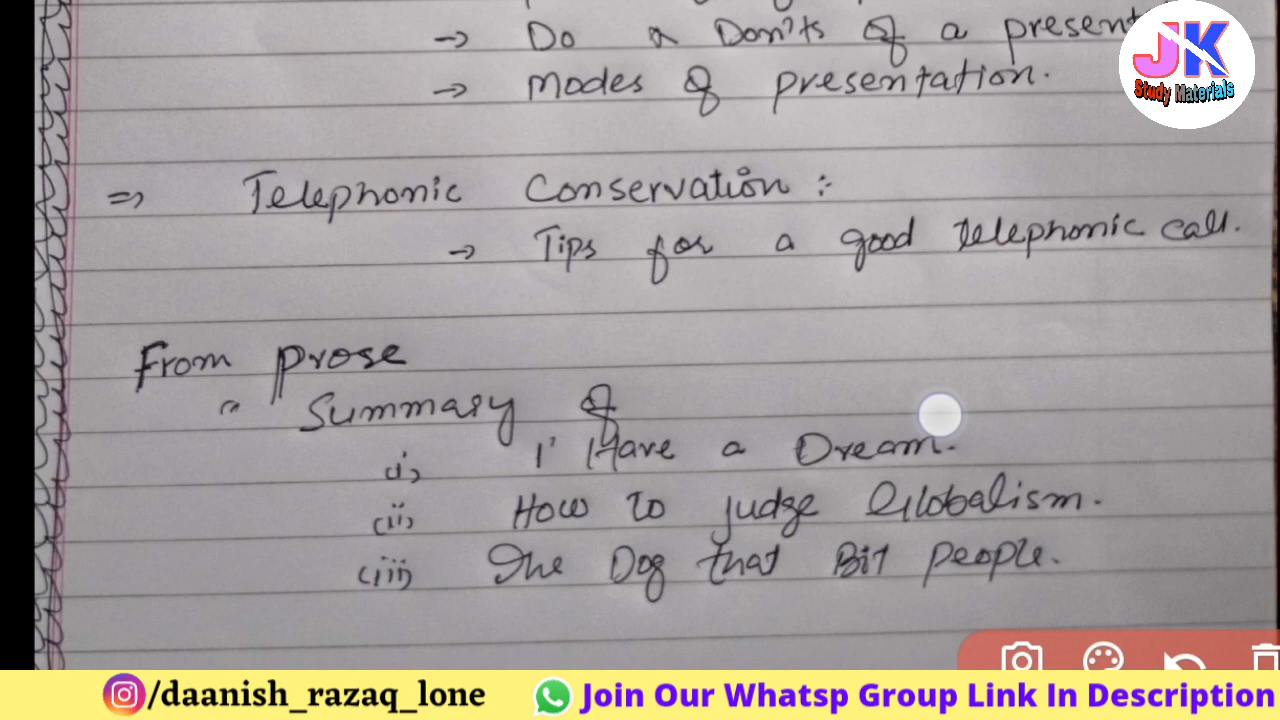 → Do & Don'ts of a present
→ modes of presentation.
JK
Study Materials
⇒ Telephonic Conservation :-
→ Tips for a good telephonic call.
From prose
" Summary of
(i) I Have a Dream.
(ii) How to judge Globalism.
(iii) The Dog that Bit people.
/daanish_razaq_lone
Join Our Whatsp Group Link In Description